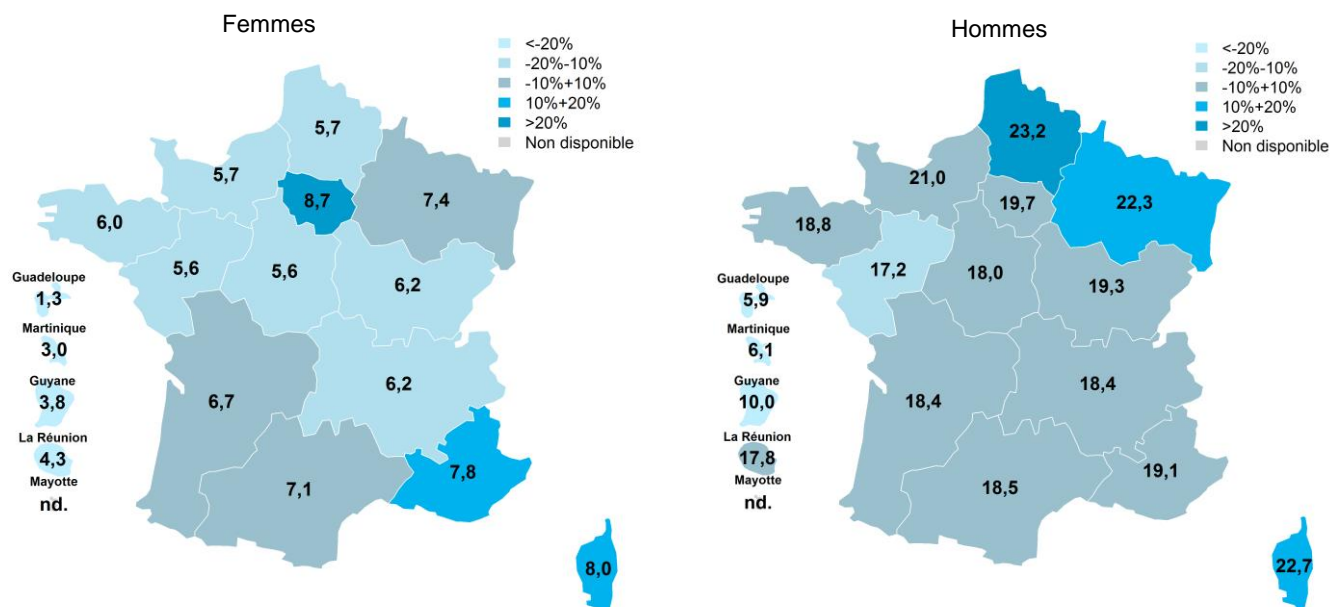 Femmes
<-20%
-20%-10%
-10%+10%
10%+20%
>20%
Non disponible
5,7
5,7
8,7
7,4
6,0
5,6
5,6
6,2
Guadeloupe
1,3
Martinique
3,0
Guyane
3,8
La Réunion
4,3
Mayotte
nd.
6,2
6,7
7,8
7,1
8,0
Hommes
<-20%
-20%-10%
-10%+10%
10%+20%
>20%
Non disponible
23,2
21,0
19,7
22,3
18,8
17,2
18,0
19,3
Guadeloupe
5,9
Martinique
6,1
Guyane
10,0
La Réunion
17,8
Mayotte
nd.
18,4
18,4
19,1
18,5
22,7